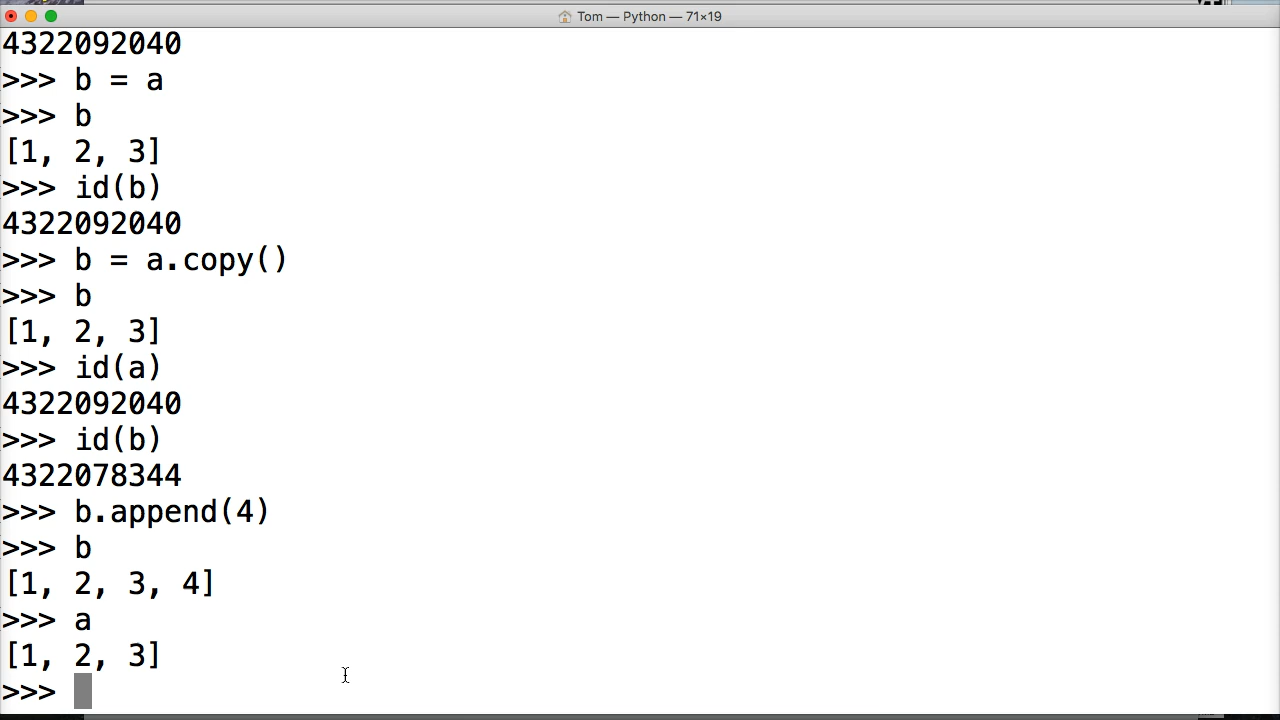 Tom — Python — 71×19
4322092040
>>> b = a
>>> b
[1, 2, 3]
>>> id(b)
4322092040
>>> b = a.copy()
>>> b
[1, 2, 3]
>>> id(a)
4322092040
>>> id(b)
4322078344
>>> b.append(4)
>>> b
[1, 2, 3, 4]
>>> a
[1, 2, 3]
>>>